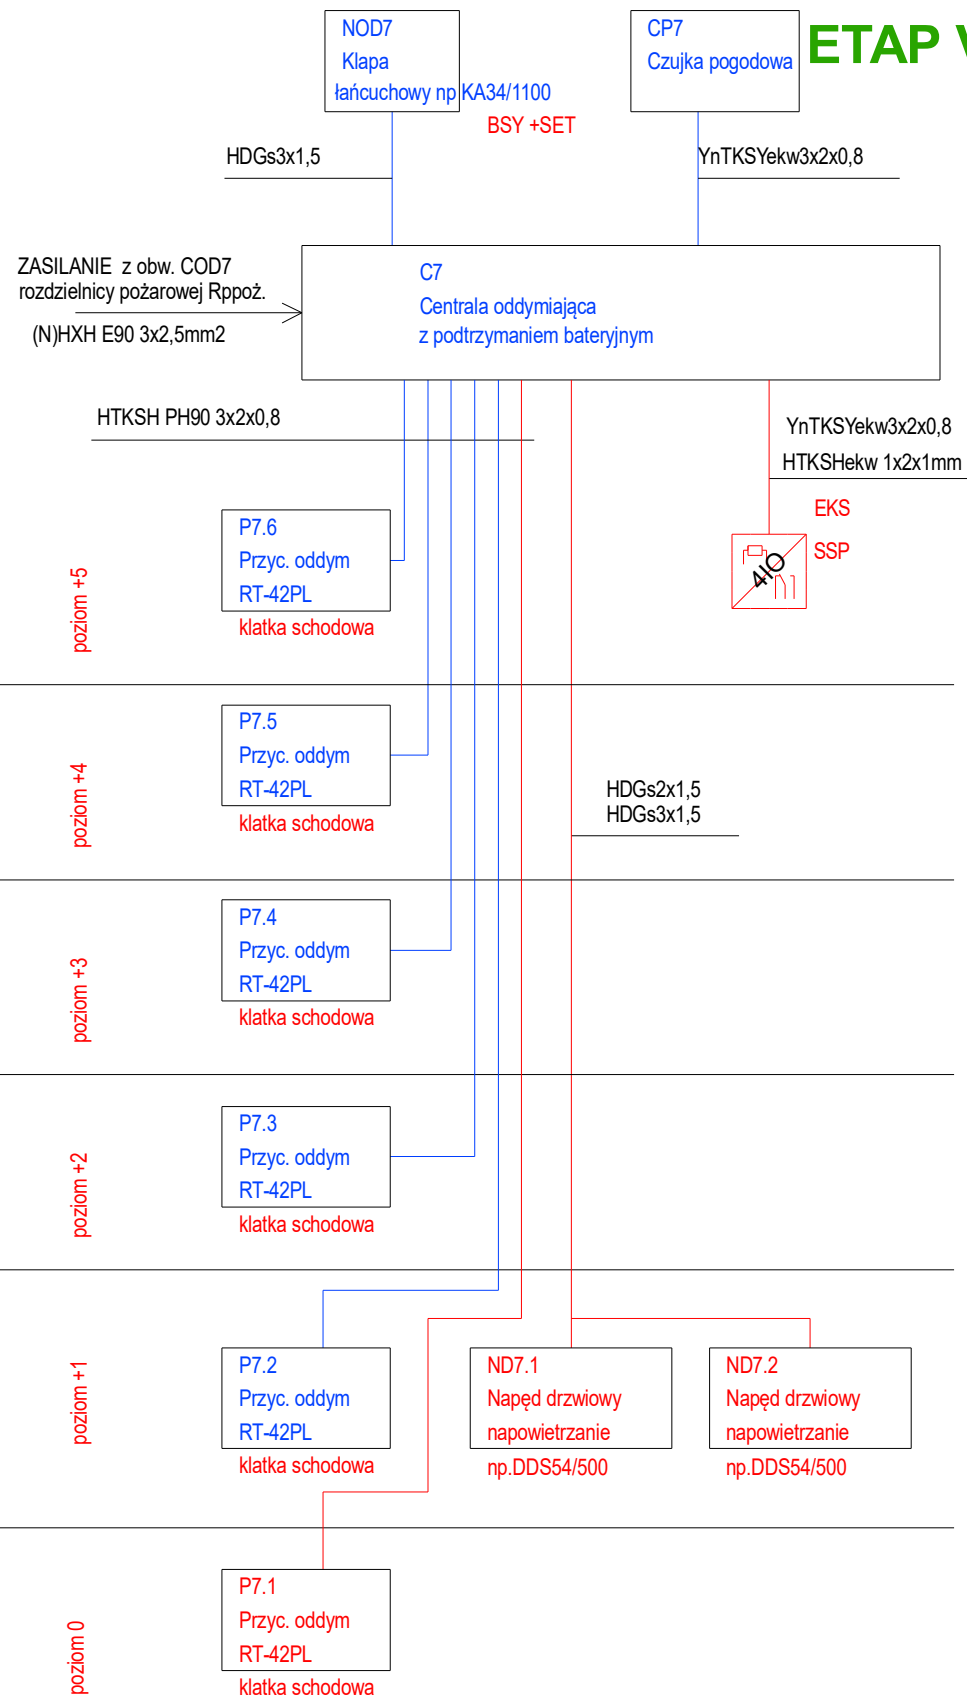 NOD7
Klapa
łańcuchowy np KA34/1100
BSY +SET
CP7
Czujka pogodowa
ETAP V
HDGs3x1,5
YnTKSYekw3x2x0,8
ZASILANIE z obw. COD7
rozdzielnicy pożarowej Rppoż.
(N)HXH E90 3x2,5mm2
C7
Centrala oddymiająca
z podtrzymaniem bateryjnym
HTKSH PH90 3x2x0,8
YnTKSYekw3x2x0,8
HTKSHekw 1x2x1mm
EKS
SSP
4IO
poziom +5
P7.6
Przyc. oddym
RT-42PL
klatka schodowa
poziom +4
P7.5
Przyc. oddym
RT-42PL
klatka schodowa
HDGs2x1,5
HDGs3x1,5
poziom +3
P7.4
Przyc. oddym
RT-42PL
klatka schodowa
poziom +2
P7.3
Przyc. oddym
RT-42PL
klatka schodowa
poziom +1
P7.2
Przyc. oddym
RT-42PL
klatka schodowa
ND7.1
Napęd drzwiowy
napowietrzanie
np.DDS54/500
ND7.2
Napęd drzwiowy
napowietrzanie
np.DDS54/500
poziom 0
P7.1
Przyc. oddym
RT-42PL
klatka schodowa